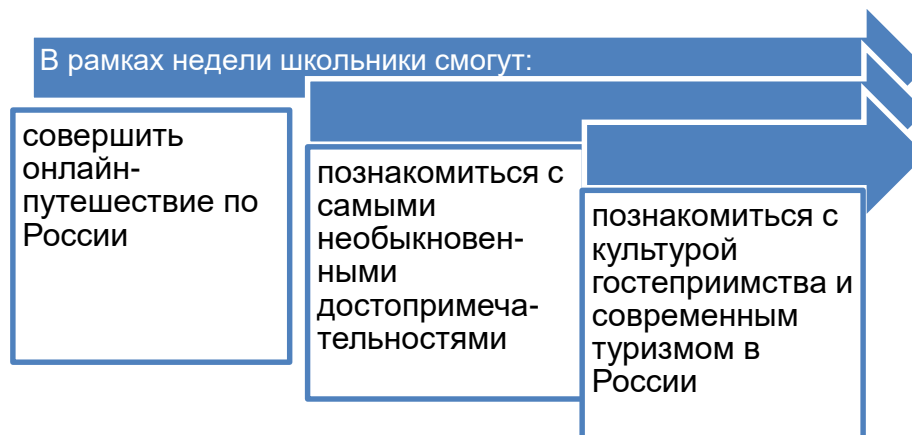 В рамках недели школьники смогут:
совершить
онлайн-
путешествие по
России
познакомиться с
самыми
необыкновен-
ными
достопримеча-
тельностями
познакомиться с
культурой
гостеприимства и
современным
туризмом в
России